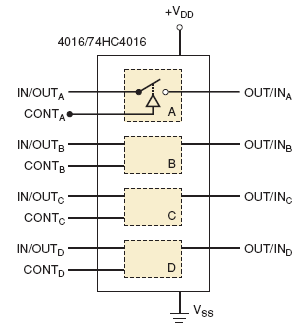 +VDD
4016/74HC4016
IN/OUTA OUT/INA
CONTA A
IN/OUTB OUT/INB
CONTB B
IN/OUTC OUT/INC
CONTC C
IN/OUTD OUT/IND
CONTD D
VSS